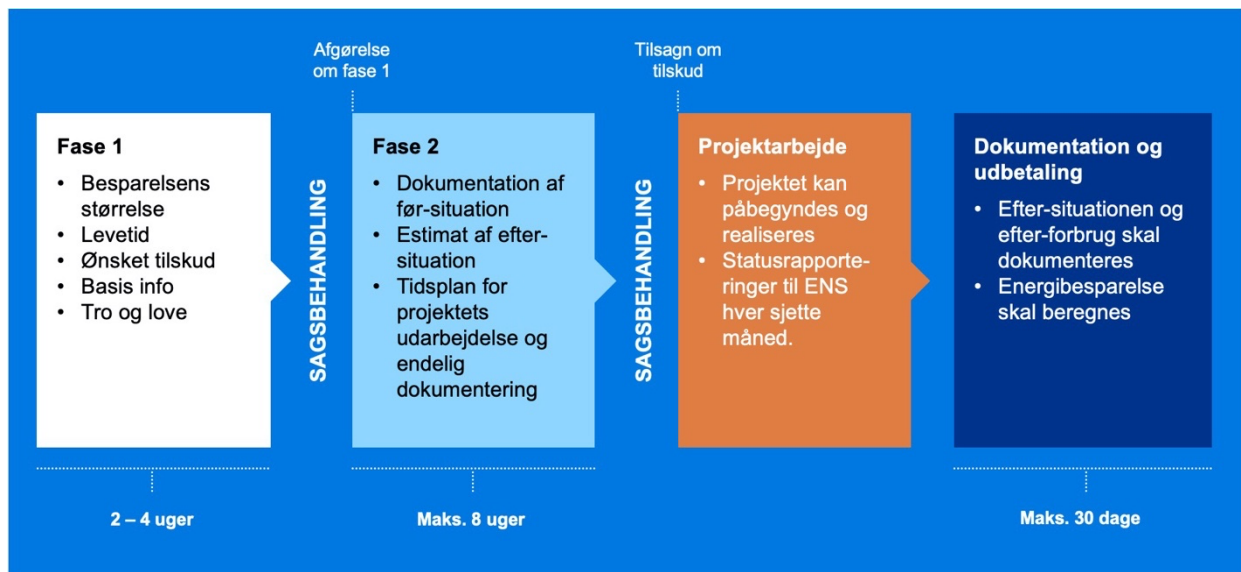 Afgørelse
om fase 1
Tilsagn om
tilskud
Fase 1
• Besparelsens
størrelse
• Levetid
• Ønsket tilskud
• Basis info
• Tro og love
SAGSBEHANDLING
Fase 2
• Dokumentation af
før-situation
• Estimat af efter-
situation
• Tidsplan for
projektets
udarbejdelse og
endelig
dokumentering
SAGSBEHANDLING
Projektarbejde
• Projektet kan
påbegyndes og
realiseres
• Statusrapporte-
ringer til ENS
hver sjette
måned.
Dokumentation og
udbetaling
• Efter-situationen og
efter-forbrug skal
dokumenteres
• Energibesparelse
skal beregnes
2 – 4 uger
Maks. 8 uger
Maks. 30 dage